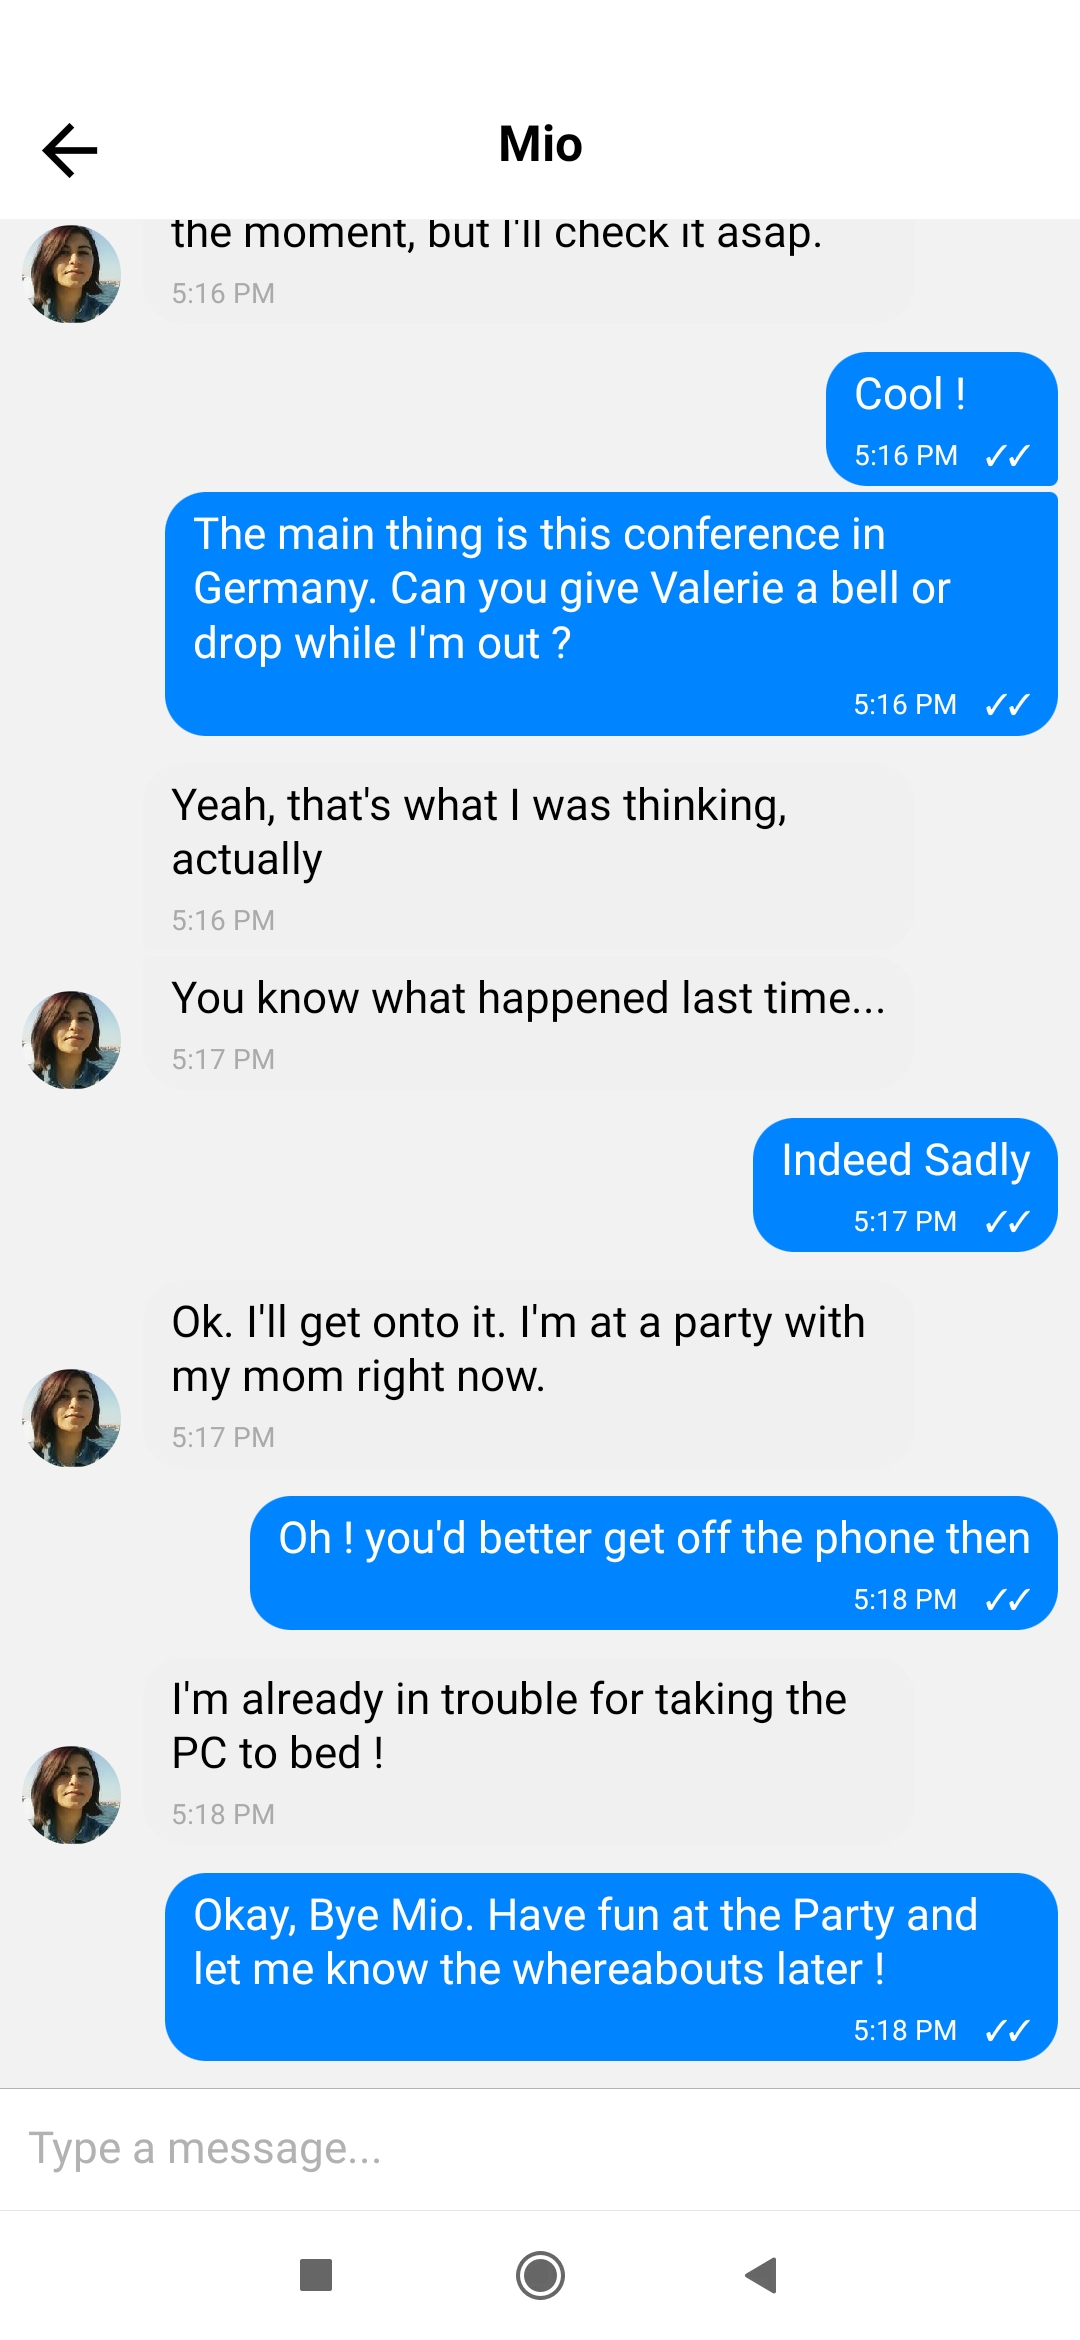 Mio
the moment, but I'll check it asap.
5:16 PM
Cool !
5:16 PM ✓✓
The main thing is this conference in
Germany. Can you give Valerie a bell or
drop while I'm out ?
5:16 PM ✓✓
Yeah, that's what I was thinking,
actually
5:16 PM
You know what happened last time...
5:17 PM
Indeed Sadly
5:17 PM ✓✓
Ok. I'll get onto it. I'm at a party with
my mom right now.
5:17 PM
Oh ! you'd better get off the phone then
5:18 PM ✓✓
I'm already in trouble for taking the
PC to bed !
5:18 PM
Okay, Bye Mio. Have fun at the Party and
let me know the whereabouts later !
5:18 PM ✓✓
Type a message...